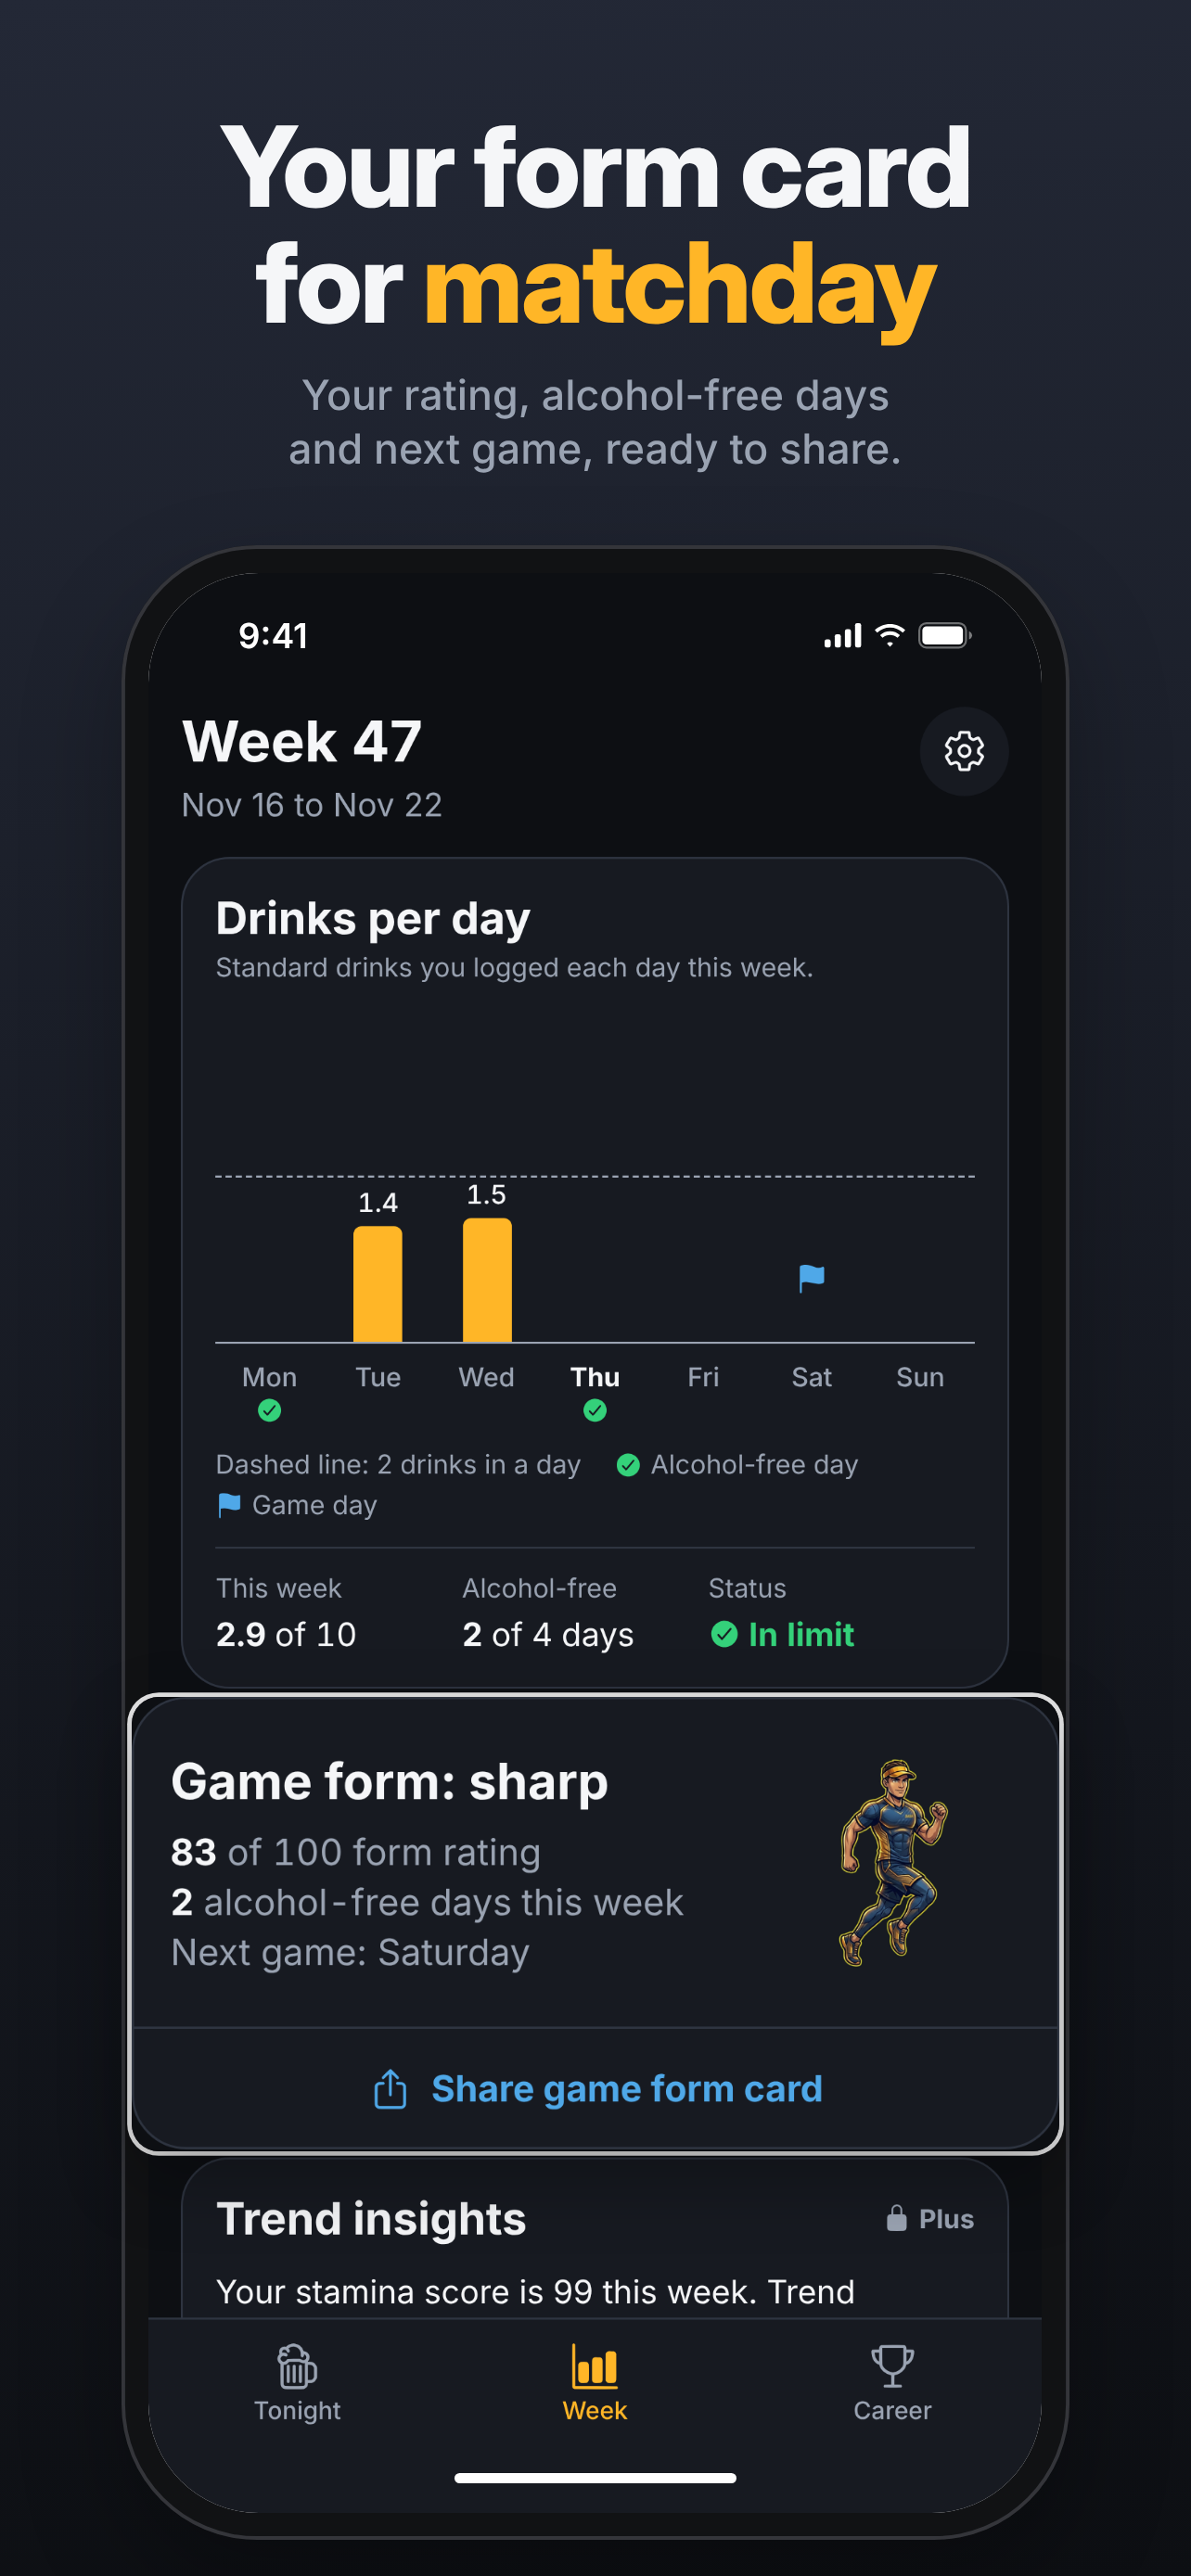 Your form card
for matchday
Your rating, alcohol-free days
and next game, ready to share.
9:41
Week 47
Nov 16 to Nov 22
Drinks per day
Standard drinks you logged each day this week.
1.4
1.5
Mon Tue Wed Thu Fri Sat Sun
Dashed line: 2 drinks in a day Alcohol-free day
Game day
This week Alcohol-free Status
2.9 of 10 2 of 4 days In limit
Game form: sharp
83 of 100 form rating
2 alcohol-free days this week
Next game: Saturday
Share game form card
Trend insights Plus
Your stamina score is 99 this week. Trend
Tonight Week Career